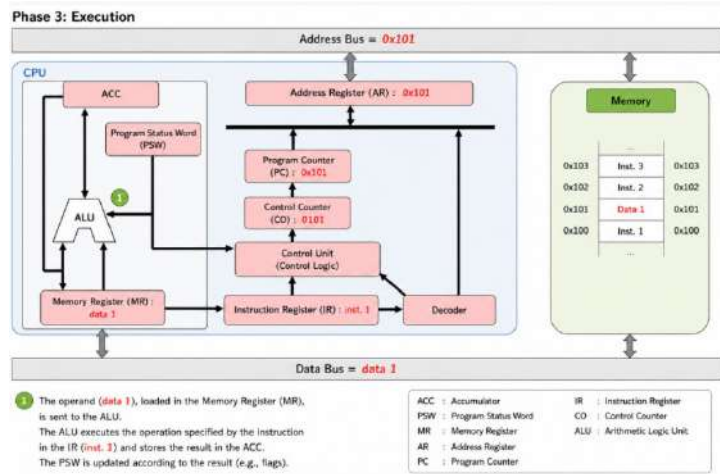 Phase 3: Execution
Address Bus = 0x101
CPU
ACC
Program Status Word
(PSW)
1
ALU
Memory Register (MR) :
data 1
Address Register (AR) : 0x101
Program Counter
(PC) : 0x101
Control Counter
(CO) : 0101
Control Unit
(Control Logic)
Instruction Register (IR) : inst. 1
Decoder
Memory
...
0x103 Inst. 3 0x103
0x102 Inst. 2 0x102
0x101 Data 1 0x101
0x100 Inst. 1 0x100
...
Data Bus = data 1
1 The operand (data 1), loaded in the Memory Register (MR),
is sent to the ALU.
The ALU executes the operation specified by the instruction
in the IR (inst. 1) and stores the result in the ACC.
The PSW is updated according to the result (e.g., flags).
ACC : Accumulator
PSW : Program Status Word
MR : Memory Register
AR : Address Register
PC : Program Counter
IR : Instruction Register
CO : Control Counter
ALU : Arithmetic Logic Unit